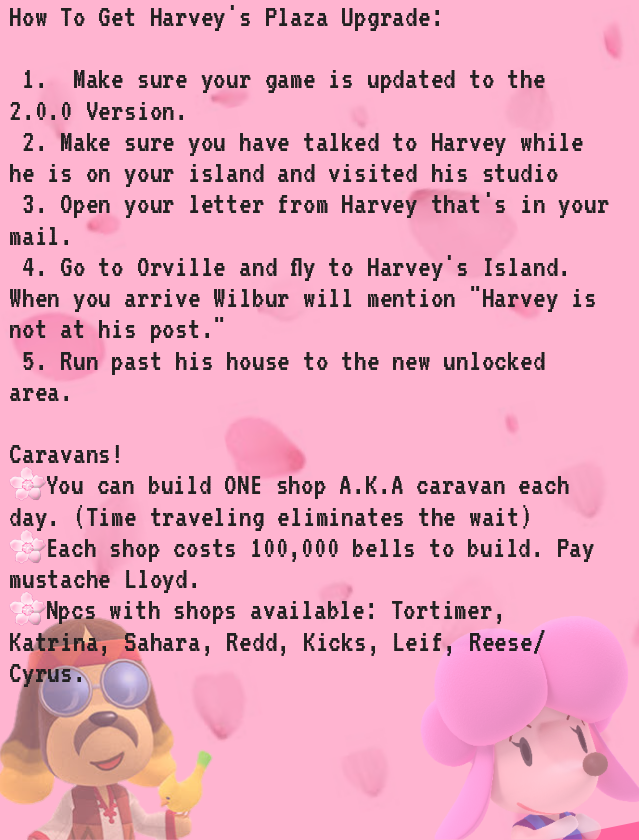 How To Get Harvey's Plaza Upgrade:
1. Make sure your game is updated to the
2.0.0 Version.
2. Make sure you have talked to Harvey while
he is on your island and visited his studio
3. Open your letter from Harvey that's in your
mail.
4. Go to Orville and fly to Harvey's Island.
When you arrive Wilbur will mention "Harvey is
not at his post."
5. Run past his house to the new unlocked
area.
Caravans!
🌸You can build ONE shop A.K.A caravan each
day. (Time traveling eliminates the wait)
🌸Each shop costs 100,000 bells to build. Pay
mustache Lloyd.
🌸Npcs with shops available: Tortimer,
Katrina, Sahara, Redd, Kicks, Leif, Reese/
Cyrus.